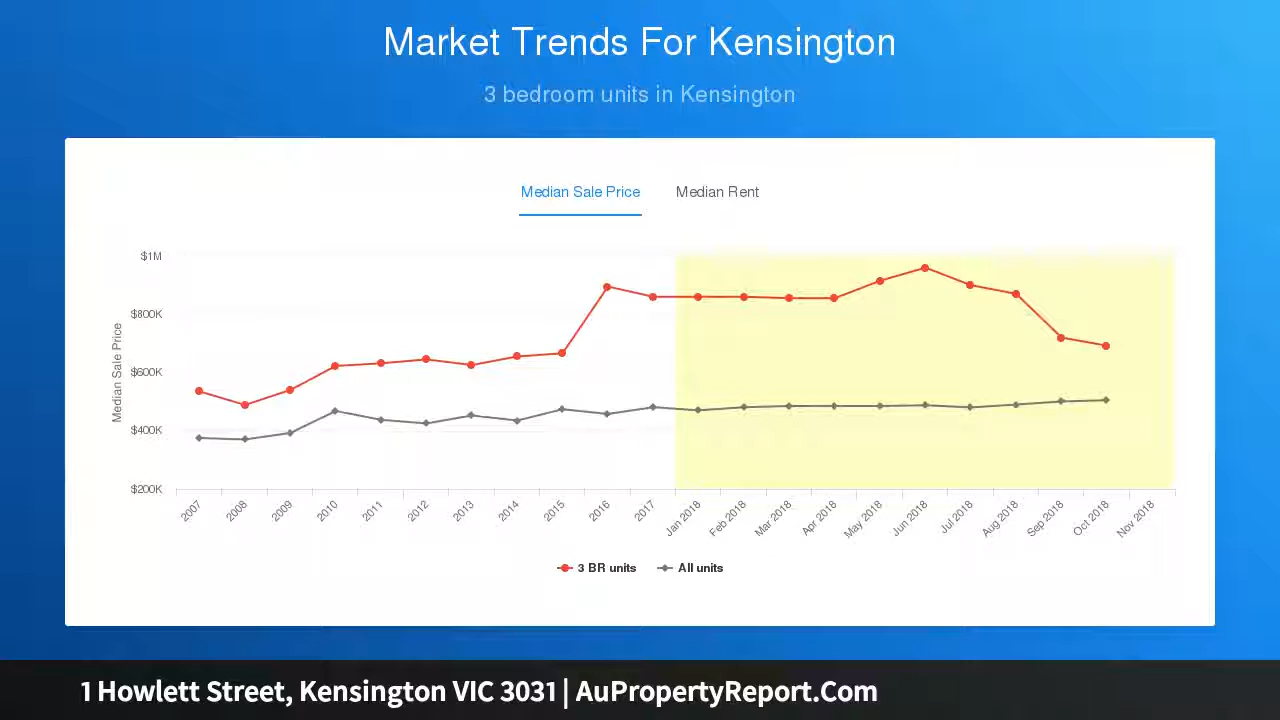 Market Trends For Kensington
3 bedroom units in Kensington
Median Sale Price Median Rent
$1M
$800K
$600K
$400K
$200K
Median Sale Price
2007 2008 2009 2010 2011 2012 2013 2014 2015 2016 2017 Jan 2018 Feb 2018 Mar 2018 Apr 2018 May 2018 Jun 2018 Jul 2018 Aug 2018 Sep 2018 Oct 2018 Nov 2018
3 BR units All units
1 Howlett Street, Kensington VIC 3031 | AuPropertyReport.Com